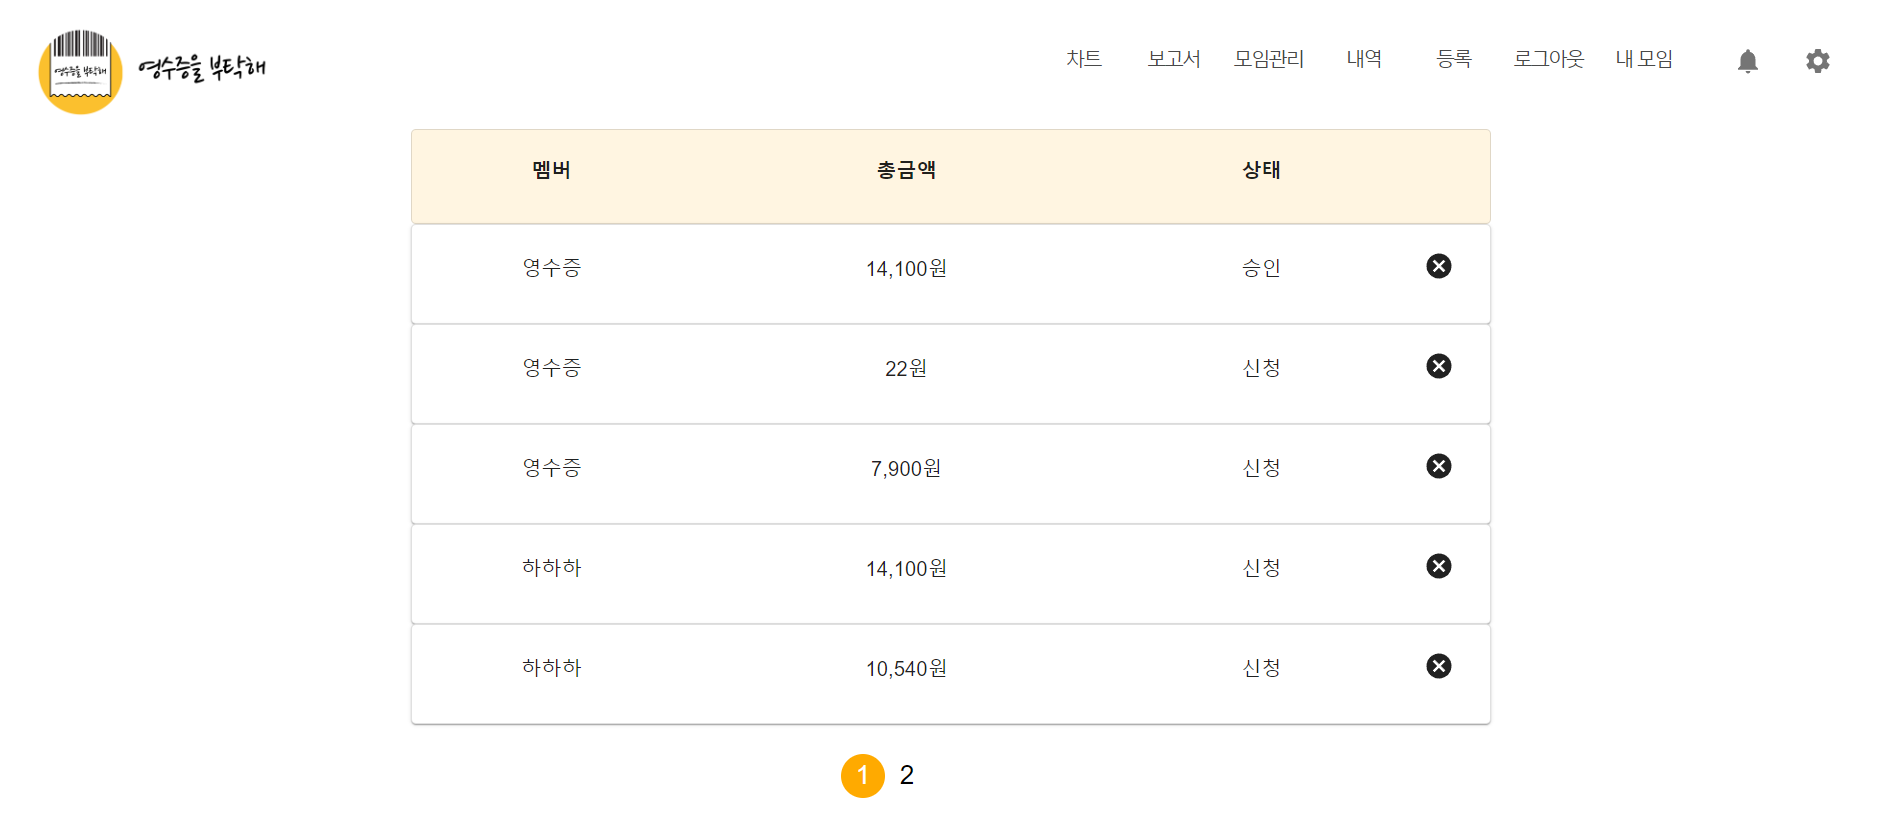 영수증을 부탁해
영수증을 부탁해
차트 보고서 모임관리 내역 등록 로그아웃 내 모임
멤버 총금액 상태
영수증 14,100원 승인
영수증 22원 신청
영수증 7,900원 신청
하하하 14,100원 신청
하하하 10,540원 신청
1 2